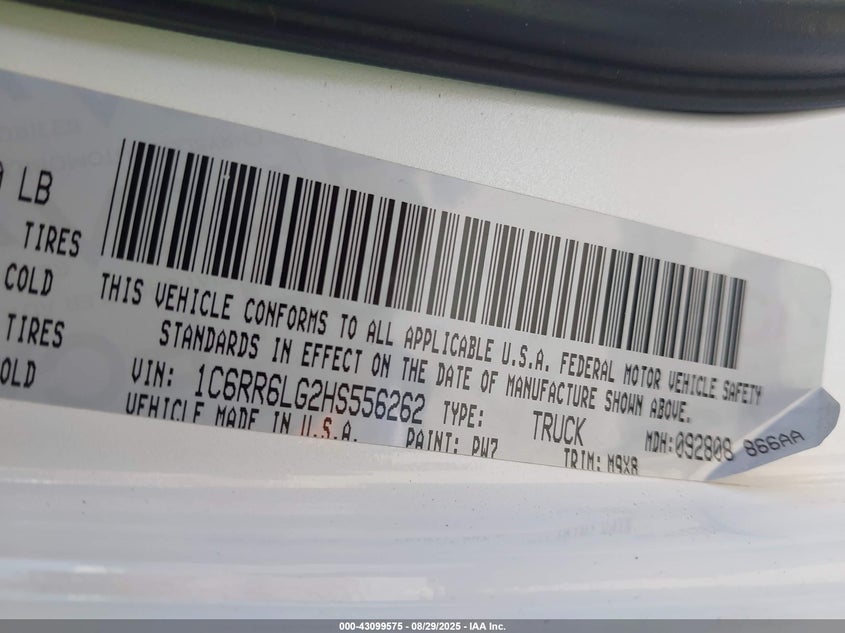 LB
TIRES
COLD
TIRES
OLD
THIS VEHICLE CONFORMS TO ALL APPLICABLE U.S.A. FEDERAL MOTOR VEHICLE SAFETY
STANDARDS IN EFFECT ON THE DATE OF MANUFACTURE SHOWN ABOVE.
VIN: 1C6RR6LG2HS556262 TYPE: TRUCK MDH:092808 866AA
VEHICLE MADE IN U.S.A. PAINT: PW7 TRIM: M9X8
000-43099575 - 08/29/2025 - IAA Inc.